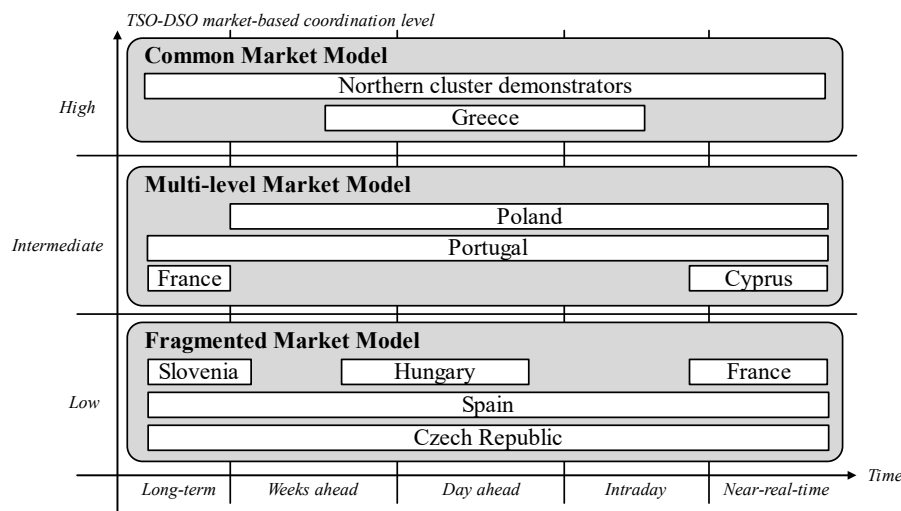 TSO-DSO market-based coordination level
Common Market Model
Northern cluster demonstrators
High
Greece
Multi-level Market Model
Poland
Intermediate
Portugal
France
Cyprus
Fragmented Market Model
Slovenia
Hungary
France
Low
Spain
Czech Republic
Time
Long-term
Weeks ahead
Day ahead
Intraday
Near-real-time